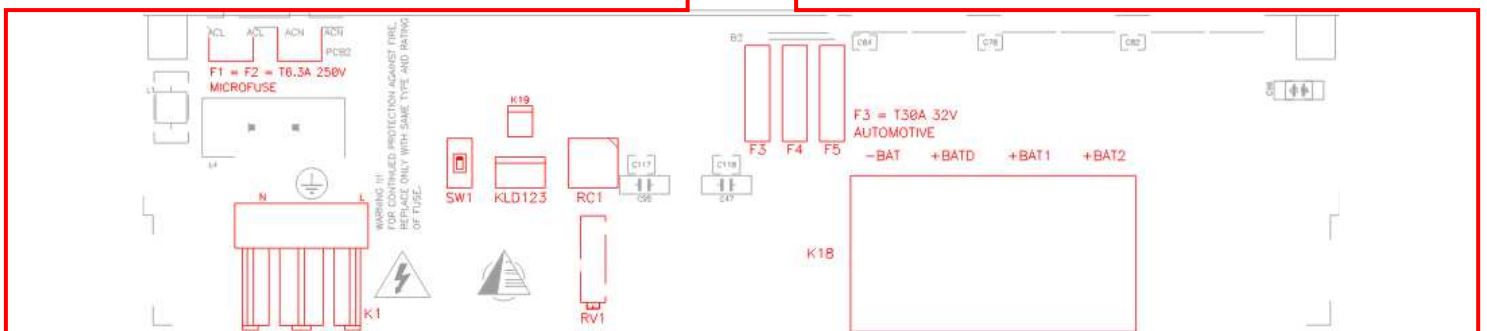 ACL ACL ACN ACN
PCB2
F1 = F2 = T6.3A 250V
MICROFUSE
L1
L4
N L
K1
WARNING !!!
FOR CONTINUED PROTECTION AGAINST FIRE,
REPLACE ONLY WITH SAME TYPE AND RATING
OF FUSE.
K19
SW1 KLD123 RC1
RV1
C117 C118
C95 C47
B2
F3 F4 F5
F3 = T30A 32V
AUTOMOTIVE
-BAT +BATD +BAT1 +BAT2
K18
C84 C78 C82